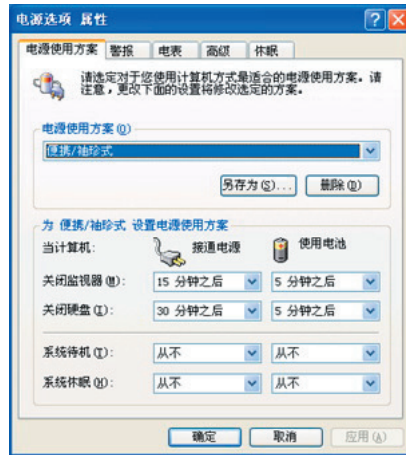 电源选项 属性
电源使用方案 警报 电表 高级 休眠
请选定对于您使用计算机方式最适合的电源使用方案。请
注意，更改下面的设置将修改选定的方案。
电源使用方案(O)
便携/袖珍式
另存为(S)... 删除(D)
为 便携/袖珍式 设置电源使用方案
当计算机: 接通电源 使用电池
关闭监视器(M): 15 分钟之后 5 分钟之后
关闭硬盘(I): 30 分钟之后 5 分钟之后
系统待机(T): 从不 从不
系统休眠(H): 从不 从不
确定 取消 应用(A)